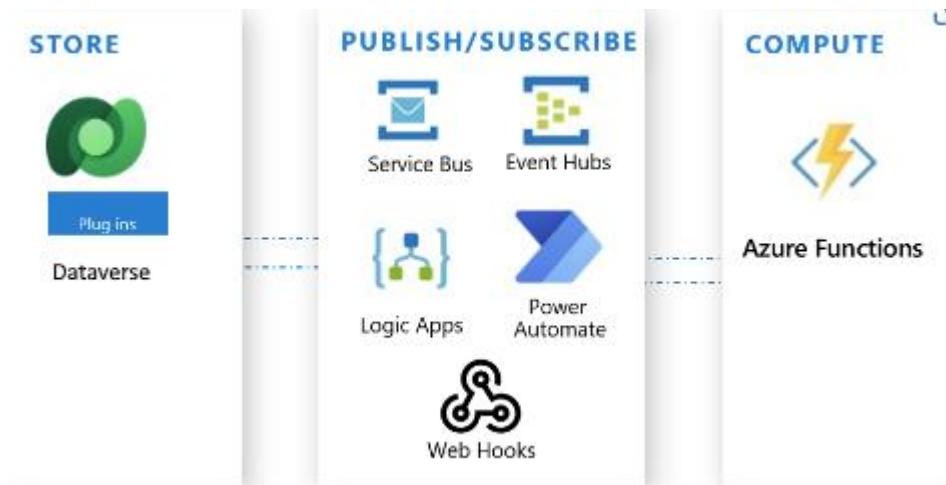 STORE
Plug ins
Dataverse
PUBLISH/SUBSCRIBE
Service Bus
Event Hubs
Logic Apps
Power
Automate
Web Hooks
COMPUTE
Azure Functions